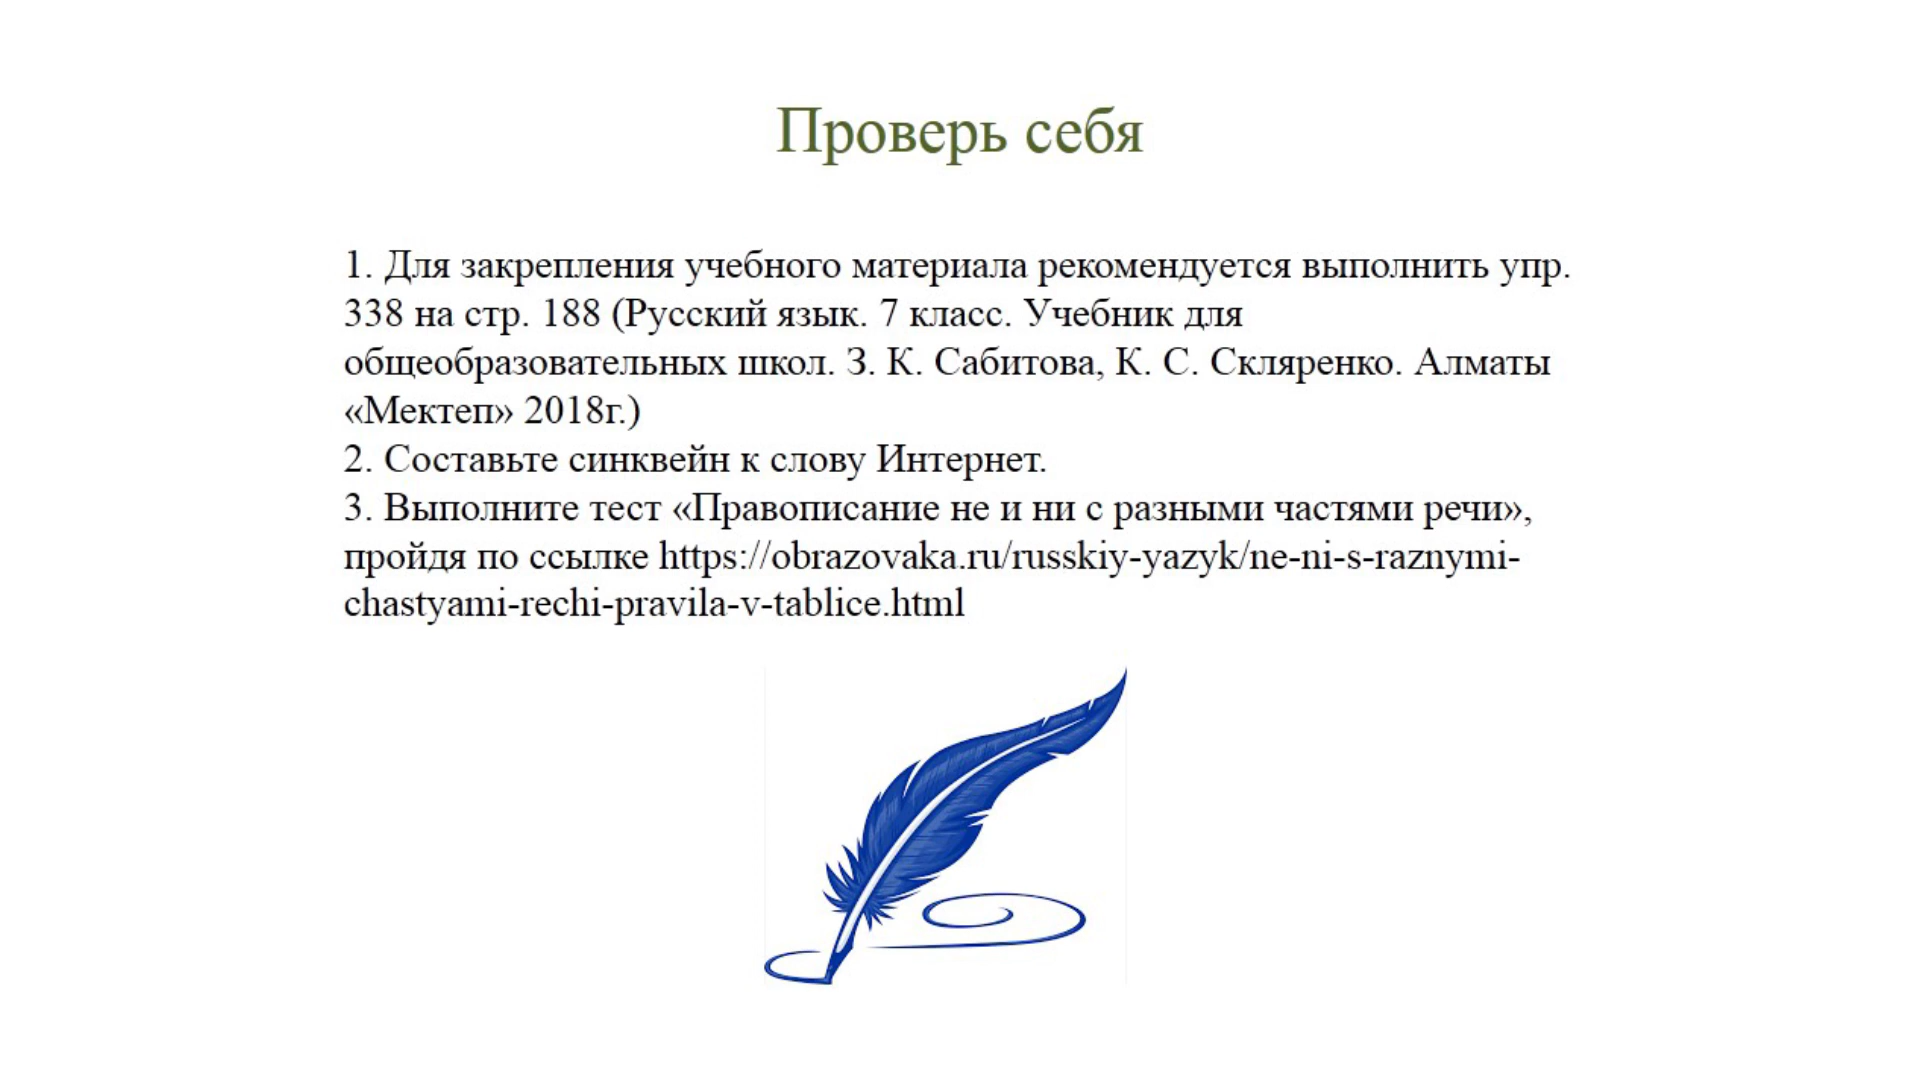 Проверь себя
1. Для закрепления учебного материала рекомендуется выполнить упр.
338 на стр. 188 (Русский язык. 7 класс. Учебник для
общеобразовательных школ. З. К. Сабитова, К. С. Скляренко. Алматы
«Мектеп» 2018г.)
2. Составьте синквейн к слову Интернет.
3. Выполните тест «Правописание не и ни с разными частями речи»,
пройдя по ссылке https://obrazovaka.ru/russkiy-yazyk/ne-ni-s-raznymi-
chastyami-rechi-pravila-v-tablice.html